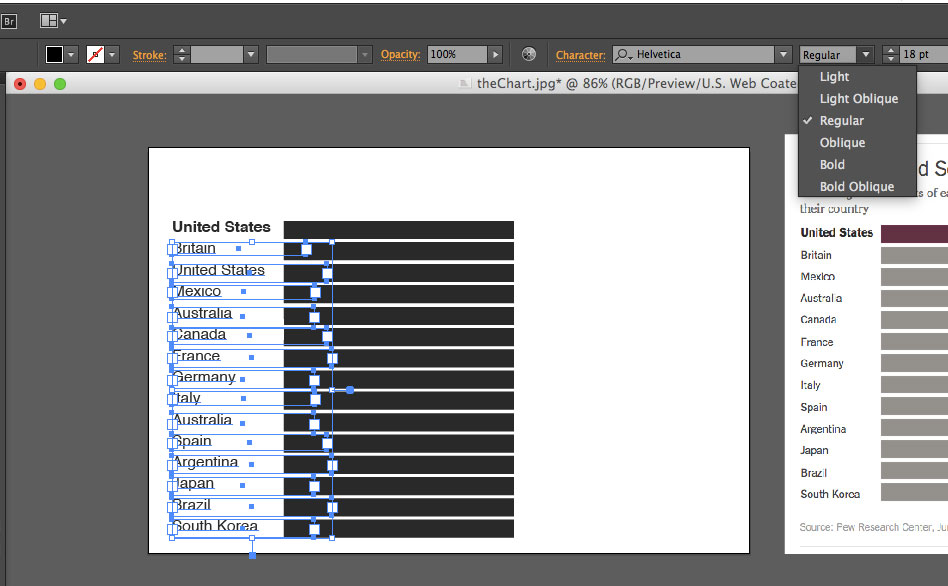 Br
Stroke:
Opacity: 100%
Character: Helvetica
Regular
18 pt
theChart.jpg* @ 86% (RGB/Preview/U.S. Web Coate
Light
Light Oblique
Regular
Oblique
Bold
Bold Oblique
United States
Britain
United States
Mexico
Australia
Canada
France
Germany
Italy
Australia
Spain
Argentina
Japan
Brazil
South Korea
d S
s of ea
their country
United States
Britain
Mexico
Australia
Canada
France
Germany
Italy
Spain
Argentina
Japan
Brazil
South Korea
Source: Pew Research Center, Ju